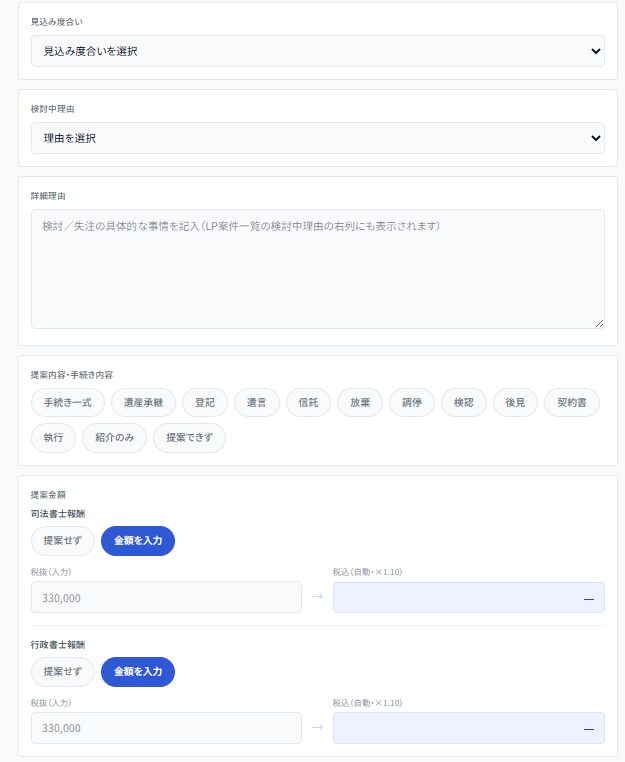 見込み度合い
見込み度合いを選択
検討中理由
理由を選択
詳細理由
検討／失注の具体的な事情を記入（LP案件一覧の検討中理由の右列にも表示されます）
提案内容・手続き内容
手続き一式 遺産承継 登記 遺言 信託 放棄 調停 検認 後見 契約書
執行 紹介のみ 提案できず
提案金額
司法書士報酬
提案せず 金額を入力
税抜（入力） 税込（自動・×1.10）
330,000 → —
行政書士報酬
提案せず 金額を入力
税抜（入力） 税込（自動・×1.10）
330,000 → —